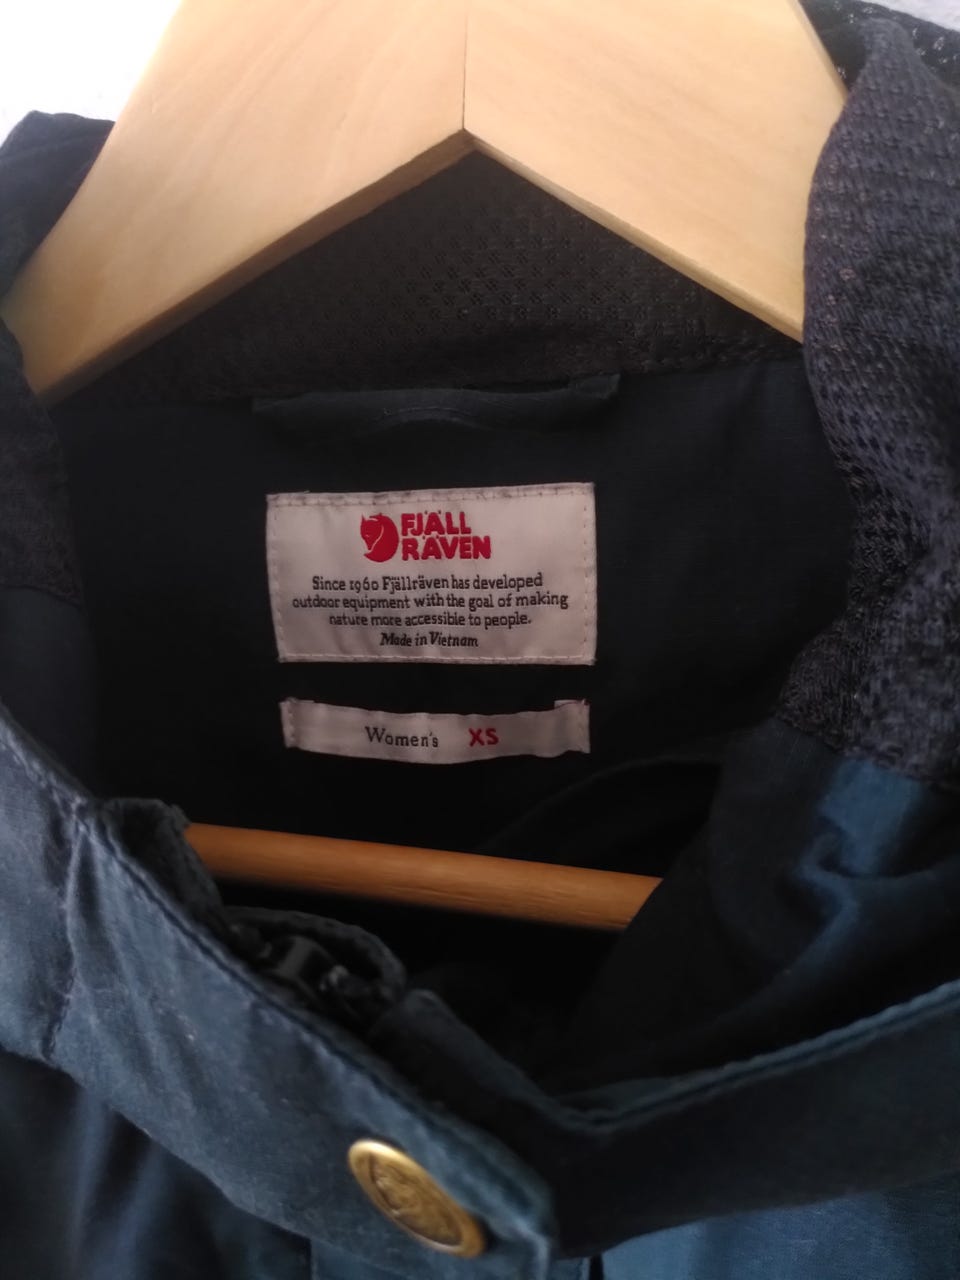 FJÄLL
RÄVEN
Since 1960 Fjällräven has developed
outdoor equipment with the goal of making
nature more accessible to people.
Made in Vietnam
Women's XS